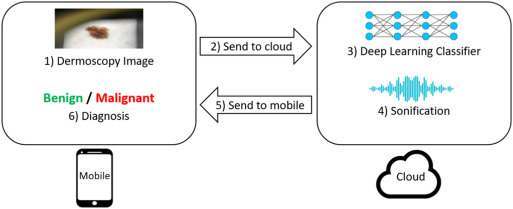 1) Dermoscopy Image
2) Send to cloud
3) Deep Learning Classifier
4) Sonification
5) Send to mobile
Benign / Malignant
6) Diagnosis
Mobile
Cloud